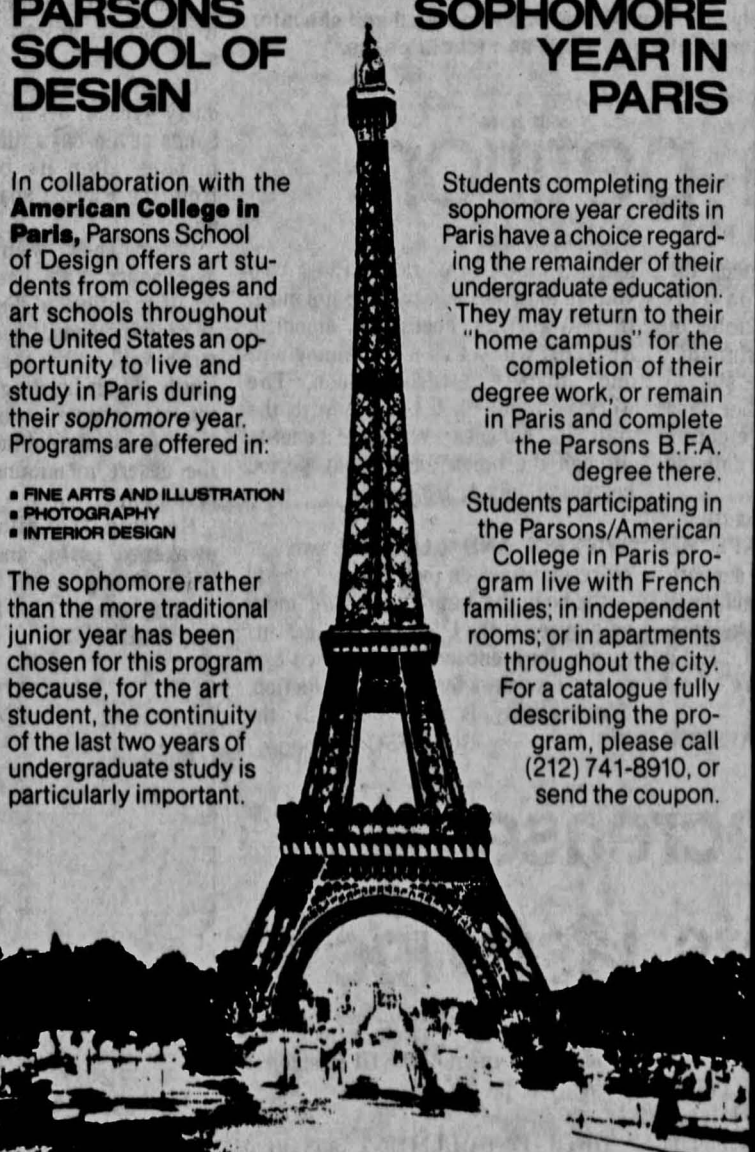 PARSONS
SCHOOL OF
DESIGN
In collaboration with the
American College in
Paris, Parsons School
of Design offers art stu-
dents from colleges and
art schools throughout
the United States an op-
portunity to live and
study in Paris during
their sophomore year.
Programs are offered in:
▪ FINE ARTS AND ILLUSTRATION
▪ PHOTOGRAPHY
▪ INTERIOR DESIGN
The sophomore rather
than the more traditional
junior year has been
chosen for this program
because, for the art
student, the continuity
of the last two years of
undergraduate study is
particularly important.
SOPHOMORE
YEAR IN
PARIS
Students completing their
sophomore year credits in
Paris have a choice regard-
ing the remainder of their
undergraduate education.
They may return to their
"home campus" for the
completion of their
degree work, or remain
in Paris and complete
the Parsons B.F.A.
degree there.
Students participating in
the Parsons/American
College in Paris pro-
gram live with French
families; in independent
rooms; or in apartments
throughout the city.
For a catalogue fully
describing the pro-
gram, please call
(212) 741-8910, or
send the coupon.